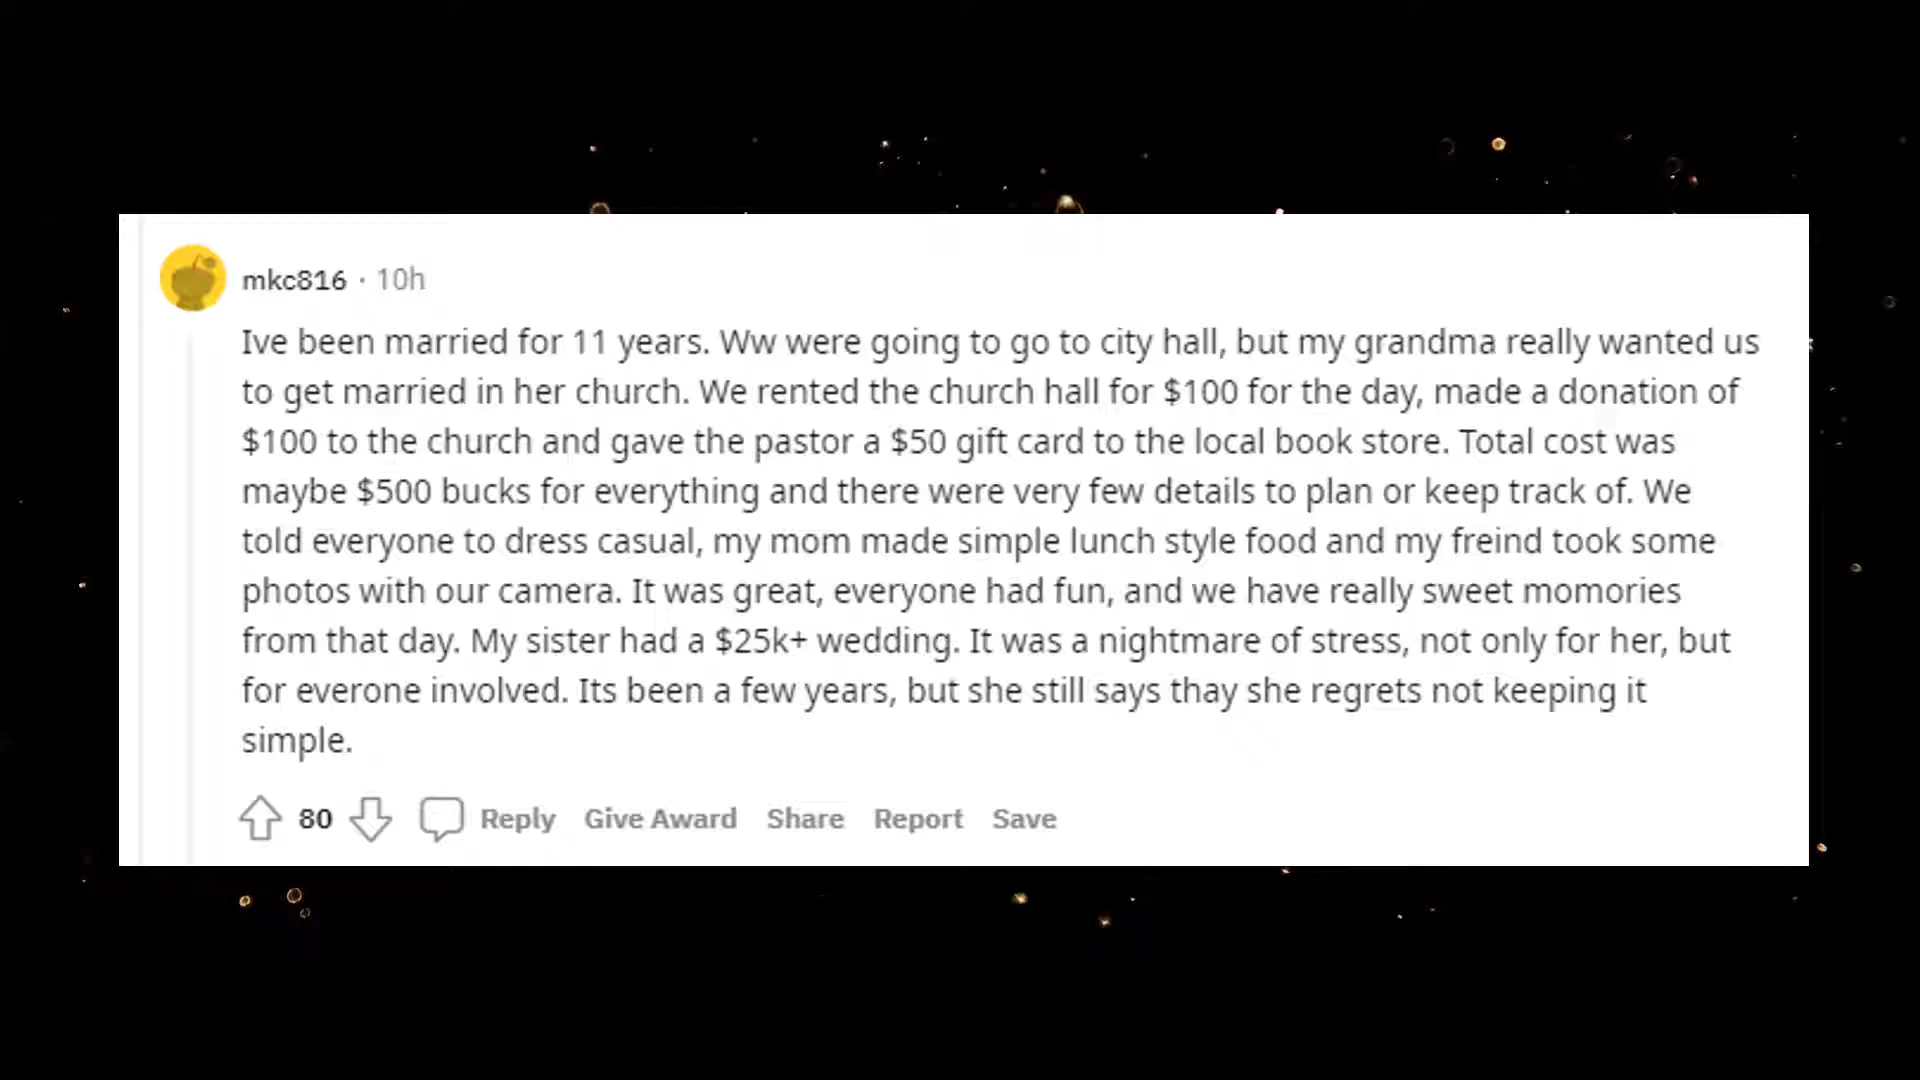 mkc816 · 10h
Ive been married for 11 years. Ww were going to go to city hall, but my grandma really wanted us
to get married in her church. We rented the church hall for $100 for the day, made a donation of
$100 to the church and gave the pastor a $50 gift card to the local book store. Total cost was
maybe $500 bucks for everything and there were very few details to plan or keep track of. We
told everyone to dress casual, my mom made simple lunch style food and my freind took some
photos with our camera. It was great, everyone had fun, and we have really sweet momories
from that day. My sister had a $25k+ wedding. It was a nightmare of stress, not only for her, but
for everone involved. Its been a few years, but she still says thay she regrets not keeping it
simple.
80 Reply Give Award Share Report Save